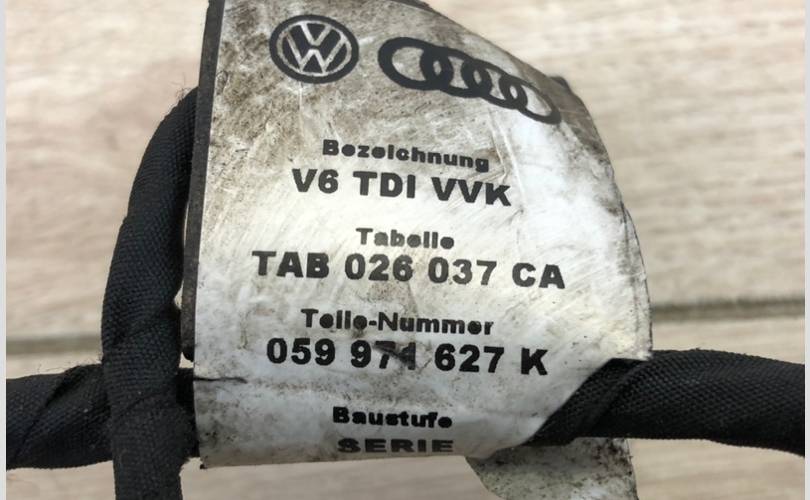 Bezeichnung
V6 TDI VVK
Tabelle
TAB 026 037 CA
Teile-Nummer
059 971 627 K
Baustufe
SERIE